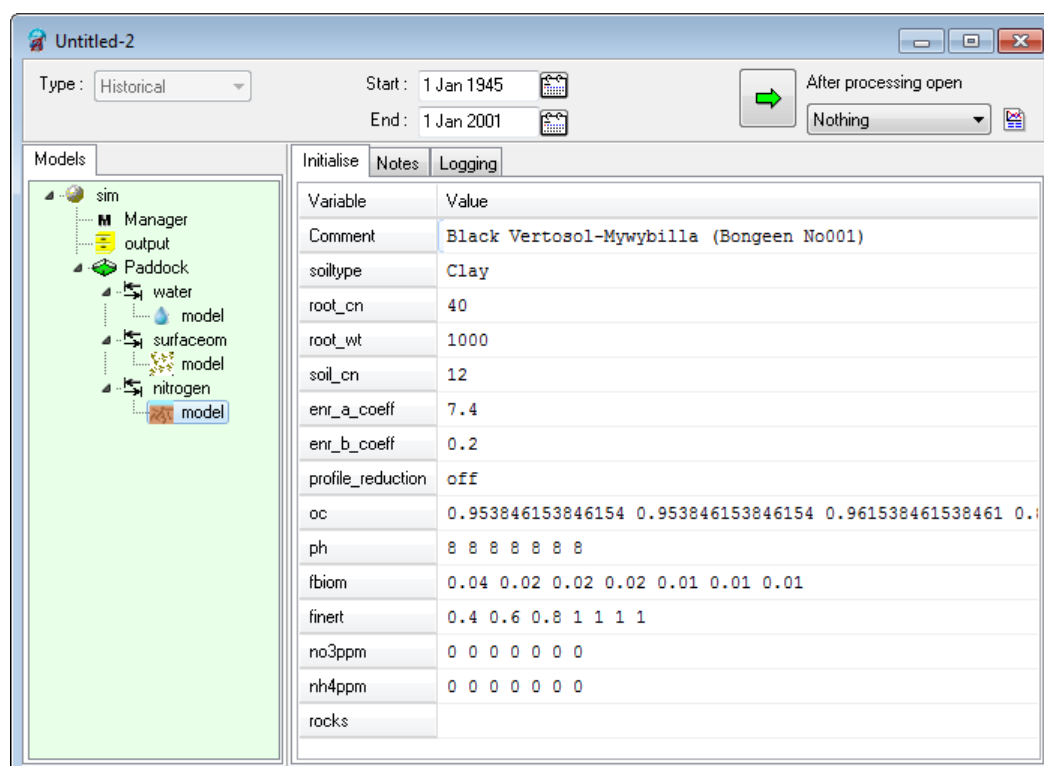 Untitled-2
Type : Historical
Start : 1 Jan 1945
After processing open
End : 1 Jan 2001
Nothing
Models
Initialise Notes Logging
sim
M Manager
output
Paddock
water
model
surfaceom
model
nitrogen
model
Variable Value
Comment Black Vertosol-Mywybilla (Bongeen No001)
soiltype Clay
root_cn 40
root_wt 1000
soil_cn 12
enr_a_coeff 7.4
enr_b_coeff 0.2
profile_reduction off
oc 0.953846153846154 0.953846153846154 0.961538461538461 0.
ph 8 8 8 8 8 8 8
fbiom 0.04 0.02 0.02 0.02 0.01 0.01 0.01
finert 0.4 0.6 0.8 1 1 1 1
no3ppm 0 0 0 0 0 0 0
nh4ppm 0 0 0 0 0 0 0
rocks